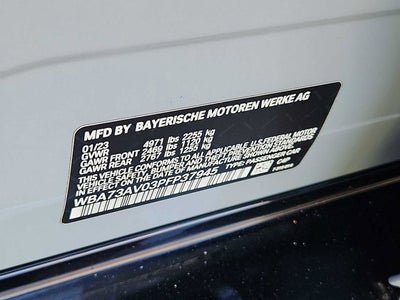 MFD BY BAYERISCHE MOTOREN WERKE AG
01/23
GVWR 4971 lbs 2255 kg
GAWR FRONT 2469 lbs 1120 kg
GAWR REAR 2767 lbs 1255 kg
THIS VEHICLE CONFORMS TO ALL APPLICABLE U.S. FEDERAL MOTOR
VEHICLE SAFETY, BUMPER, AND THEFT PREVENTION STANDARDS
IN EFFECT ON THE DATE OF MANUFACTURE SHOWN ABOVE.
WBA73AV03PFP37945 TYPE: PASSENGER CAR
C4P